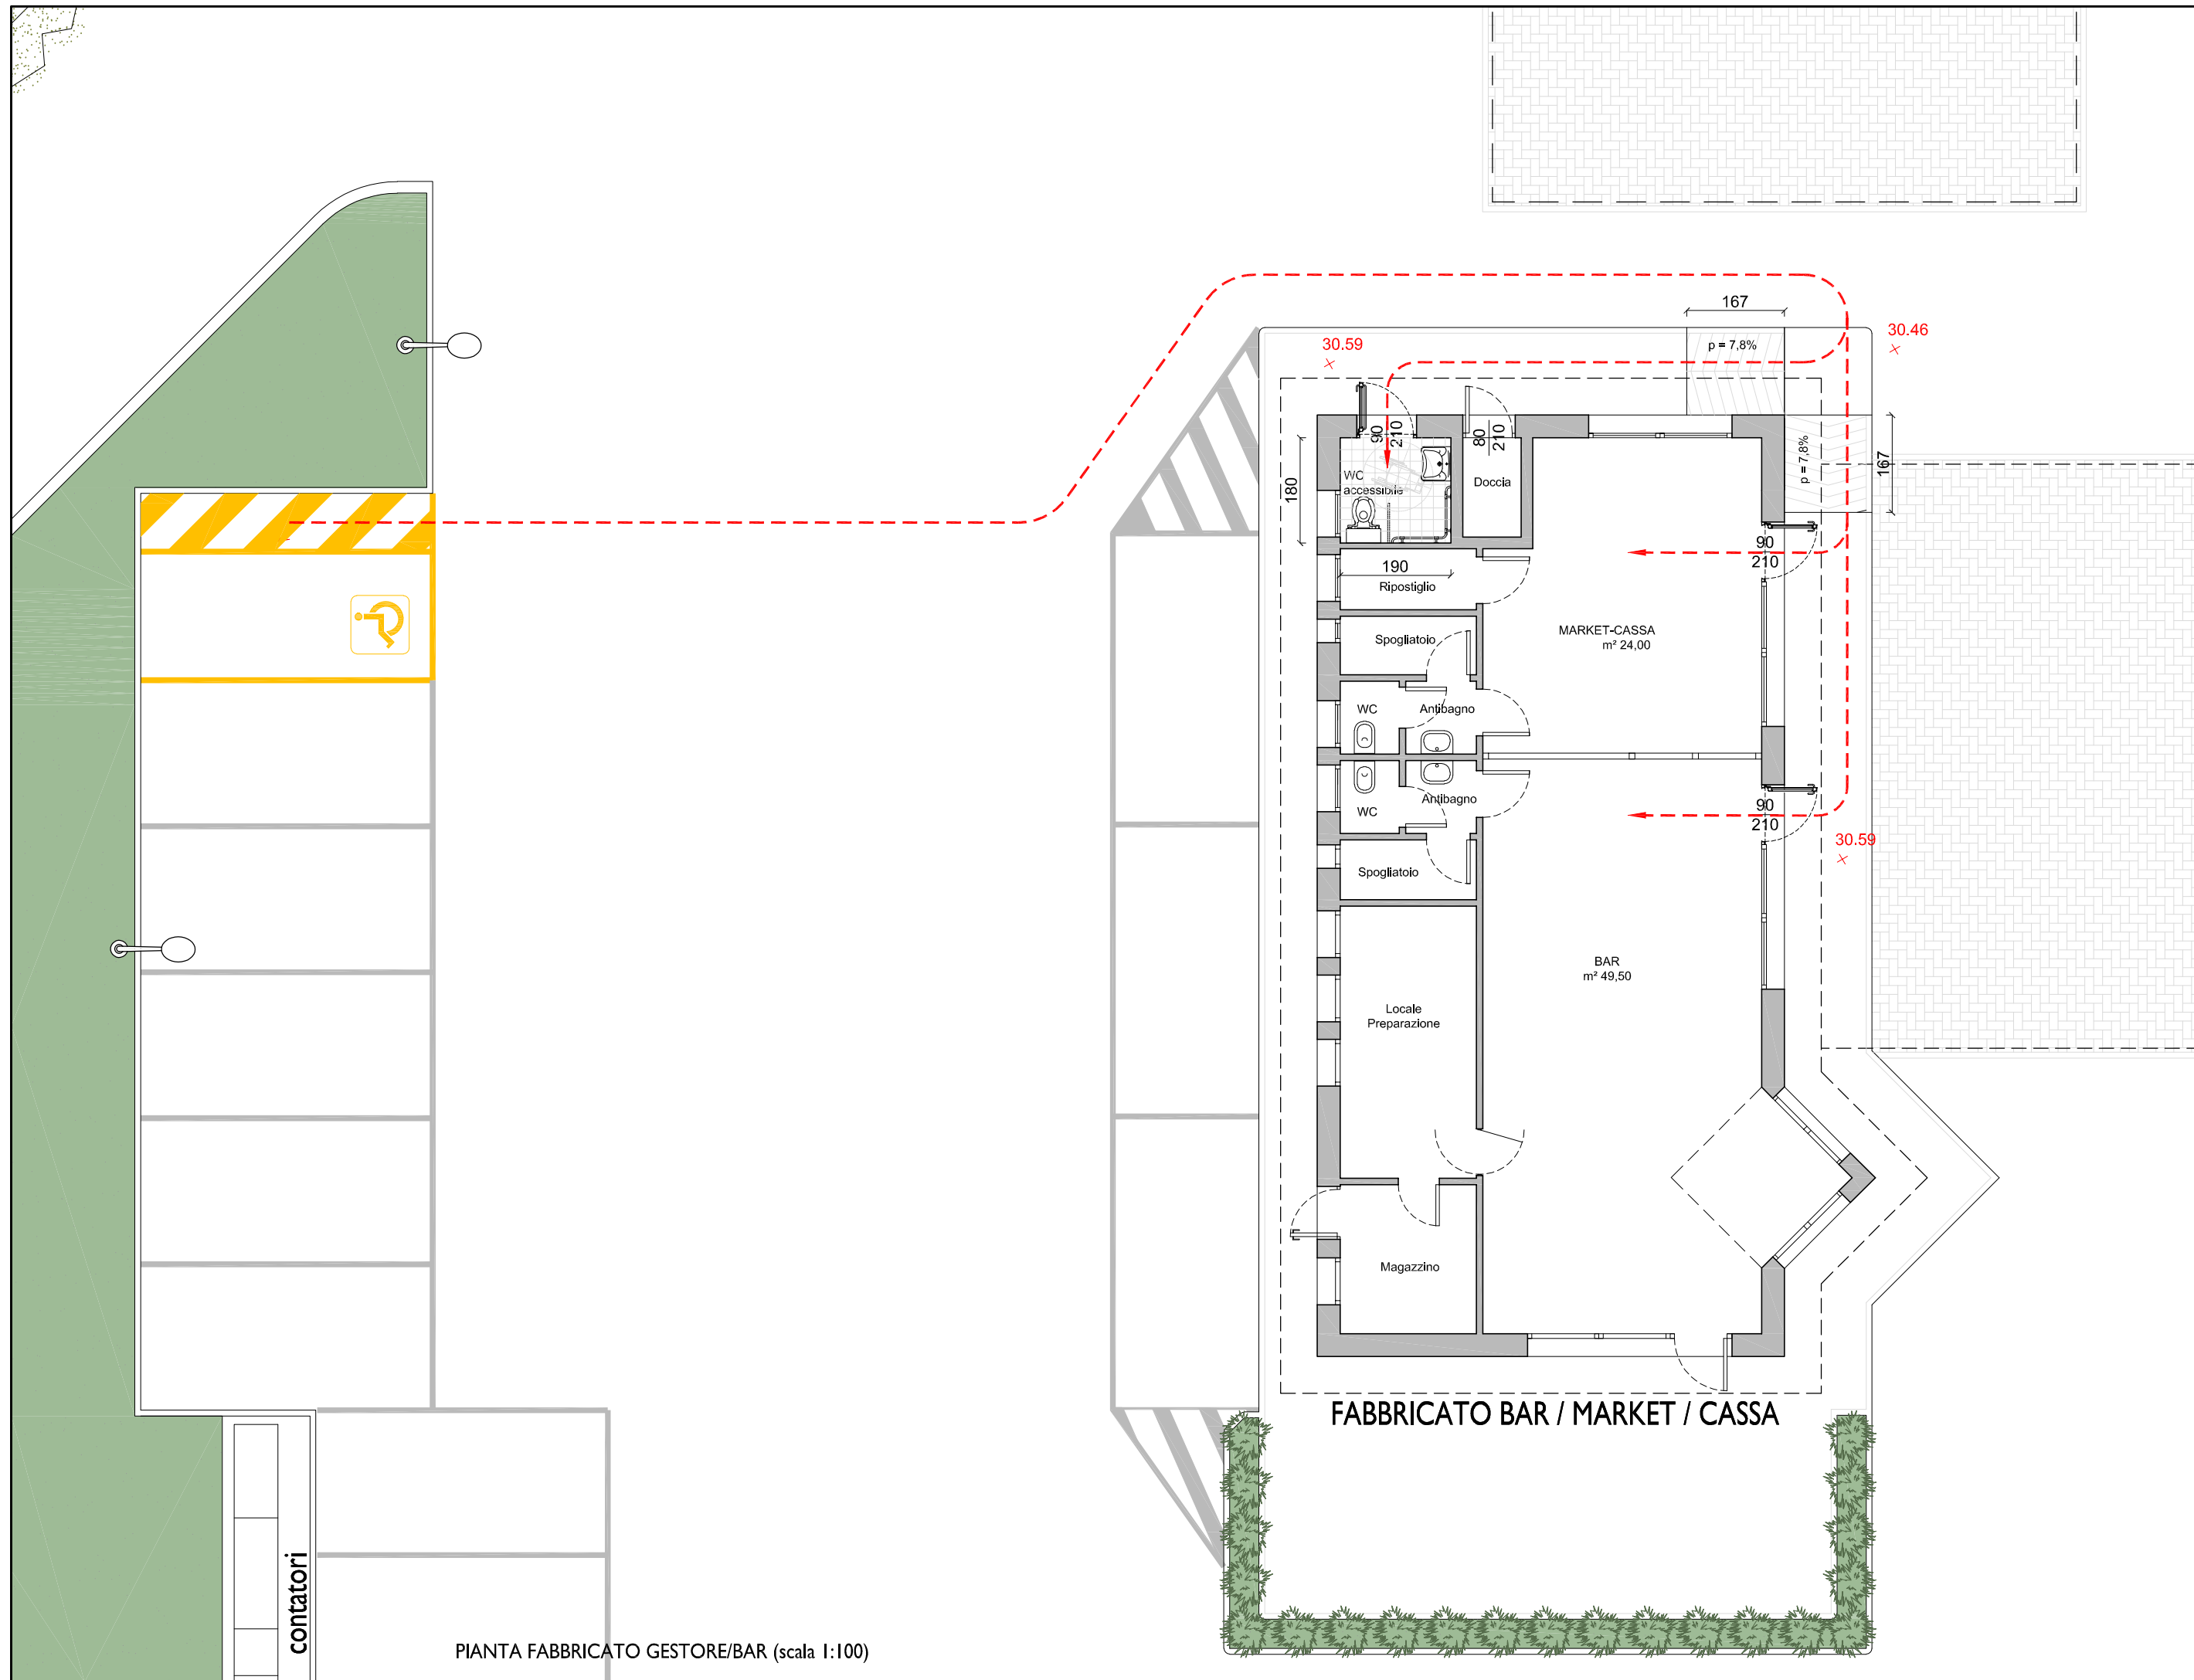 167
30.46
30.59
p = 7,8%
90
210
80
210
p = 7,8%
167
WC
accessibile
Doccia
180
190
Ripostiglio
90
210
MARKET-CASSA
m² 24,00
Spogliatoio
WC
Antibagno
WC
Antibagno
90
210
30.59
Spogliatoio
BAR
m² 49,50
Locale
Preparazione
Magazzino
FABBRICATO BAR / MARKET / CASSA
contatori
PIANTA FABBRICATO GESTORE/BAR (scala 1:100)